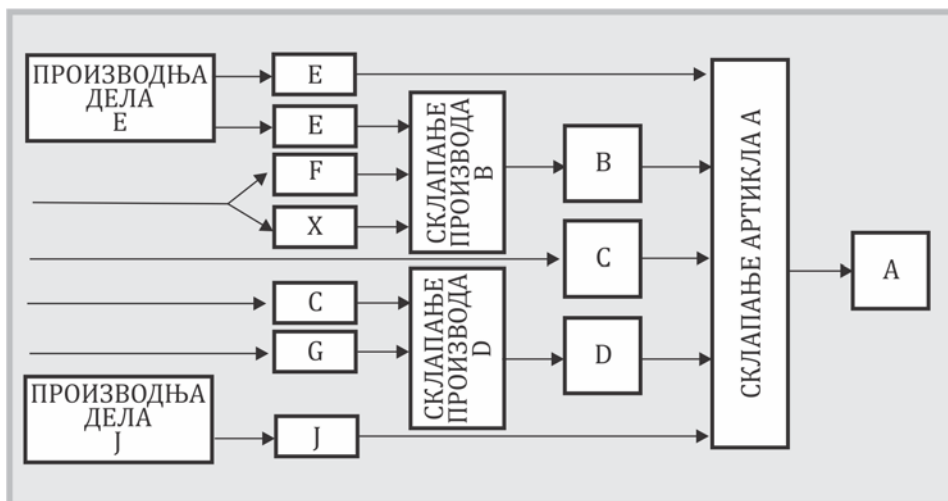 ПРОИЗВОДЊА
ДЕЛА
Е
Е
Е
F
X
СКЛАПАЊЕ
ПРОИЗВОДА
B
B
C
C
G
СКЛАПАЊЕ
ПРОИЗВОДА
D
D
ПРОИЗВОДЊА
ДЕЛА
Ј
Ј
СКЛАПАЊЕ АРТИКЛА А
А